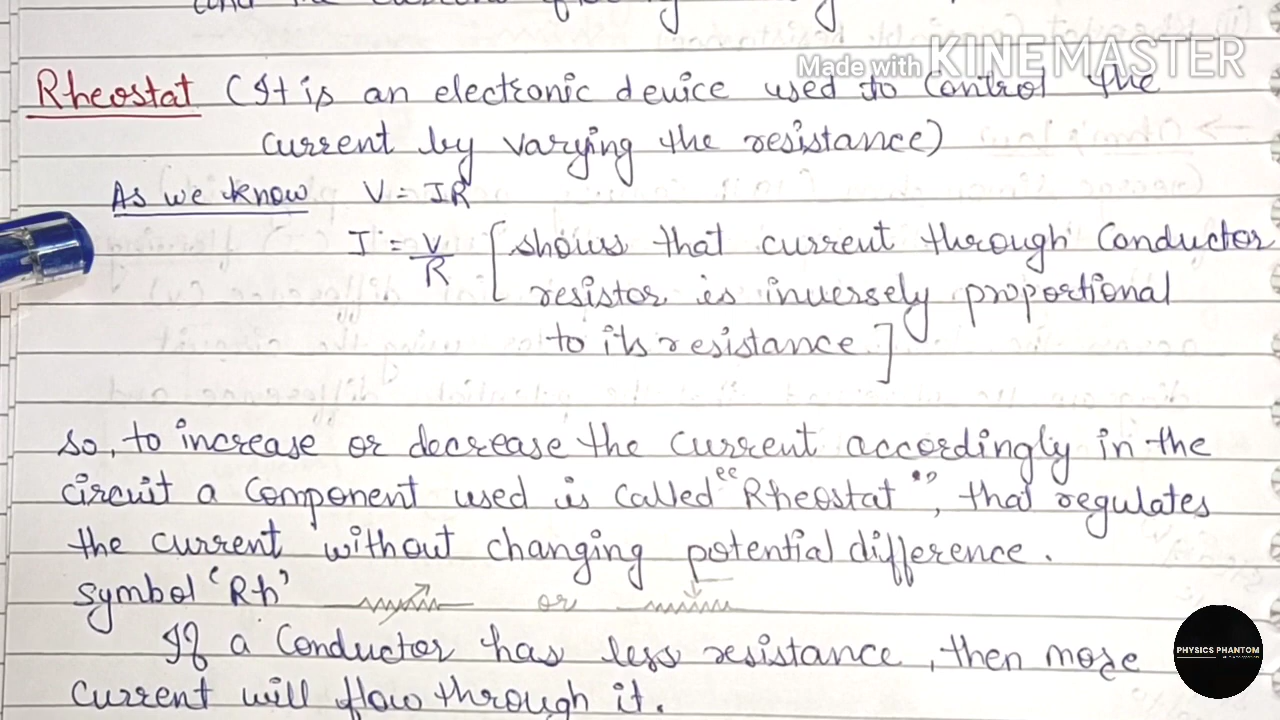 Made with KINEMASTER
Rheostat (It is an electronic device used to control the
current by varying the resistance)
As we know V = IR
I = V/R [shows that current through conductor
resistor is inversely proportional
to its resistance]
so, to increase or decrease the current accordingly in the
circuit a component used is called "Rheostat", that regulates
the current without changing potential difference.
symbol 'Rh' or
If a conductor has less resistance, then more
current will flow through it.
PHYSICS PHANTOM